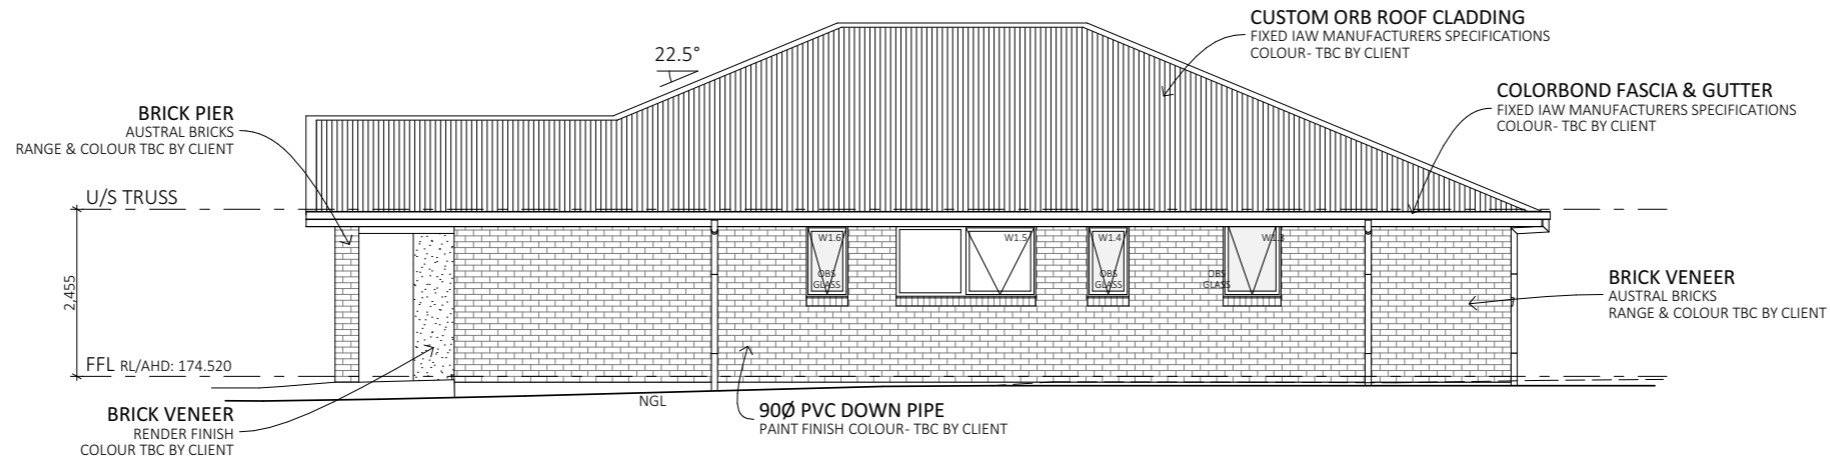 CUSTOM ORB ROOF CLADDING
FIXED IAW MANUFACTURERS SPECIFICATIONS
COLOUR- TBC BY CLIENT
22.5°
COLORBOND FASCIA & GUTTER
FIXED IAW MANUFACTURERS SPECIFICATIONS
COLOUR- TBC BY CLIENT
BRICK PIER
AUSTRAL BRICKS
RANGE & COLOUR TBC BY CLIENT
U/S TRUSS
2,455
W1.6
OBS
GLASS
W1.5
W1.4
OBS
GLASS
W1.3
OBS
GLASS
BRICK VENEER
AUSTRAL BRICKS
RANGE & COLOUR TBC BY CLIENT
FFL RL/AHD: 174.520
NGL
BRICK VENEER
RENDER FINISH
COLOUR TBC BY CLIENT
90Ø PVC DOWN PIPE
PAINT FINISH COLOUR- TBC BY CLIENT